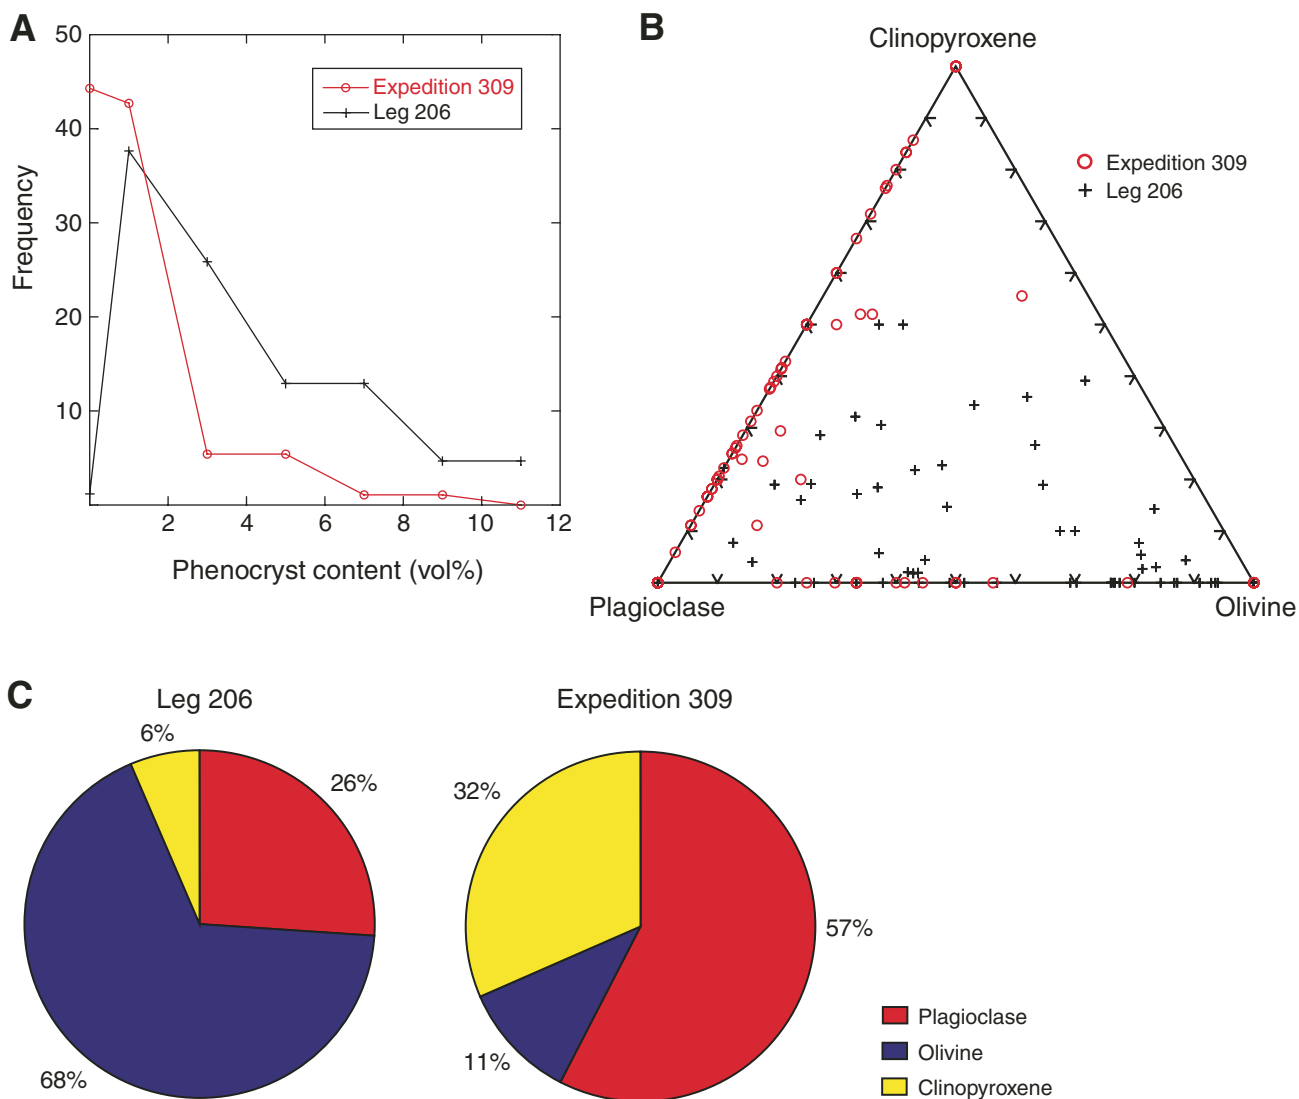 A
50
40
30
20
10
Frequency
Expedition 309
Leg 206
2
4
6
8
10
12
Phenocryst content (vol%)
B
Clinopyroxene
Expedition 309
Leg 206
Plagioclase
Olivine
C
Leg 206
6%
26%
68%
Expedition 309
32%
57%
11%
Plagioclase
Olivine
Clinopyroxene